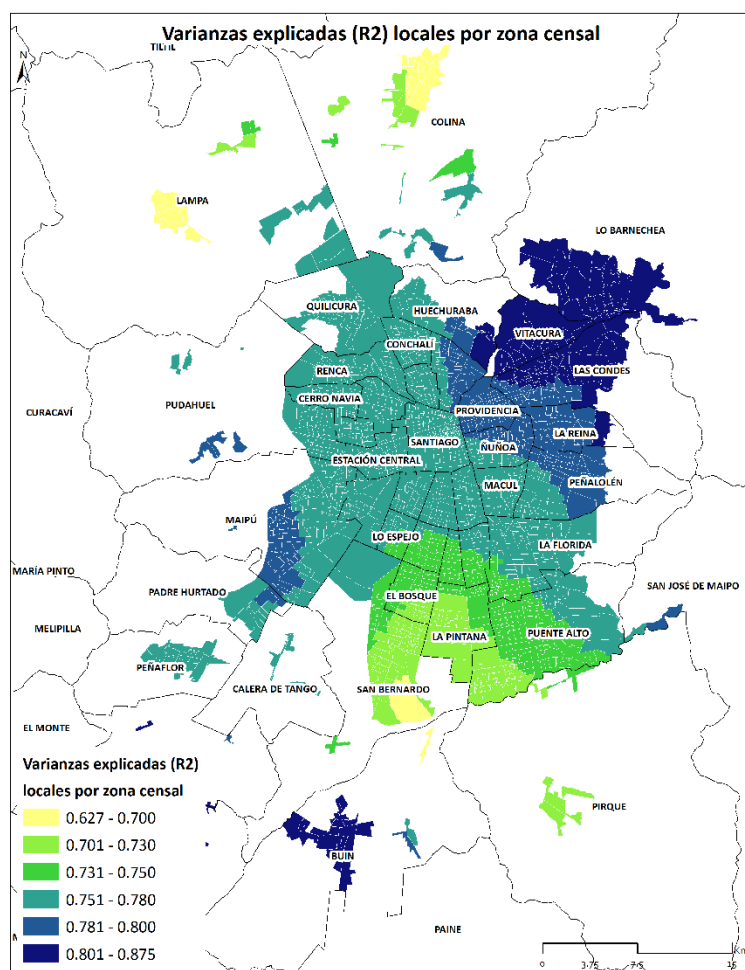 Varianzas explicadas (R2) locales por zona censal
TILTIL
N
COLINA
LAMPA
LO BARNECHEA
QUILICURA
HUECHURABA
VITACURA
CONCHALÍ
RENCA
LAS CONDES
CERRO NAVIA
CURACAVÍ
PUDAHUEL
PROVIDENCIA
LA REINA
SANTIAGO
ÑUÑOA
ESTACIÓN CENTRAL
MACUL
PEÑALOLÉN
MAIPÚ
LO ESPEJO
LA FLORIDA
MARÍA PINTO
PADRE HURTADO
SAN JOSÉ DE MAIPO
EL BOSQUE
MELIPILLA
LA PINTANA
PUENTE ALTO
PEÑAFLOR
CALERA DE TANGO
SAN BERNARDO
EL MONTE
Varianzas explicadas (R2)
locales por zona censal
0.627 - 0.700
0.701 - 0.730
0.731 - 0.750
0.751 - 0.780
0.781 - 0.800
0.801 - 0.875
PIRQUE
BUIN
PAINE
Km
0 3.75 7.5 15